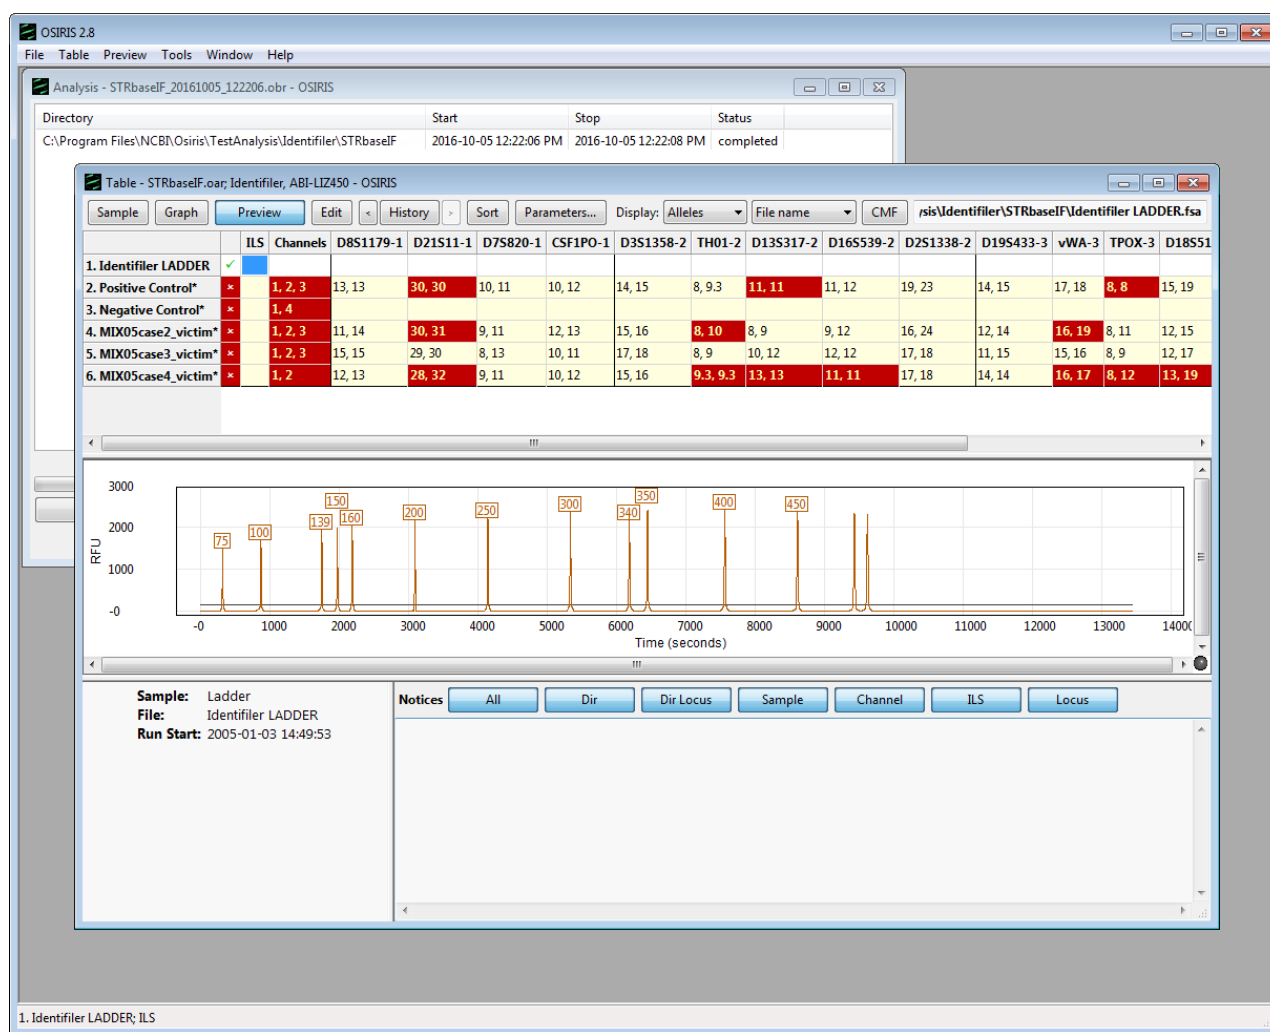 OSIRIS 2.8
File Table Preview Tools Window Help
Analysis - STRbaseIF_20161005_122206.obr - OSIRIS
Directory Start Stop Status
C:\Program Files\NCBI\Osiris\TestAnalysis\Identifiler\STRbaseIF 2016-10-05 12:22:06 PM 2016-10-05 12:22:08 PM completed
Table - STRbaseIF.oar; Identifiler, ABI-LIZ450 - OSIRIS
Sample Graph Preview Edit < History > Sort Parameters... Display: Alleles File name CMF ysis\Identifiler\STRbaseIF\Identifiler LADDER.fsa
ILS Channels D8S1179-1 D21S11-1 D7S820-1 CSF1PO-1 D3S1358-2 TH01-2 D13S317-2 D16S539-2 D2S1338-2 D19S433-3 vWA-3 TPOX-3 D18S51
1. Identifiler LADDER ✓
2. Positive Control* × 1, 2, 3 13, 13 30, 30 10, 11 10, 12 14, 15 8, 9.3 11, 11 11, 12 19, 23 14, 15 17, 18 8, 8 15, 19
3. Negative Control* × 1, 4
4. MIX05case2_victim* × 1, 2, 3 11, 14 30, 31 9, 11 12, 13 15, 16 8, 10 8, 9 9, 12 16, 24 12, 14 16, 19 8, 11 12, 15
5. MIX05case3_victim* × 1, 2, 3 15, 15 29, 30 8, 13 10, 11 17, 18 8, 9 10, 12 12, 12 17, 18 11, 15 15, 16 8, 9 12, 17
6. MIX05case4_victim* × 1, 2 12, 13 28, 32 9, 11 10, 12 15, 16 9.3, 9.3 13, 13 11, 11 17, 18 14, 14 16, 17 8, 12 13, 19
3000
2000
1000
-0
RFU
75 100 139 150 160 200 250 300 340 350 400 450
-0 1000 2000 3000 4000 5000 6000 7000 8000 9000 10000 11000 12000 13000 14000
Time (seconds)
Sample: Ladder
File: Identifiler LADDER
Run Start: 2005-01-03 14:49:53
Notices All Dir Dir Locus Sample Channel ILS Locus
1. Identifiler LADDER; ILS